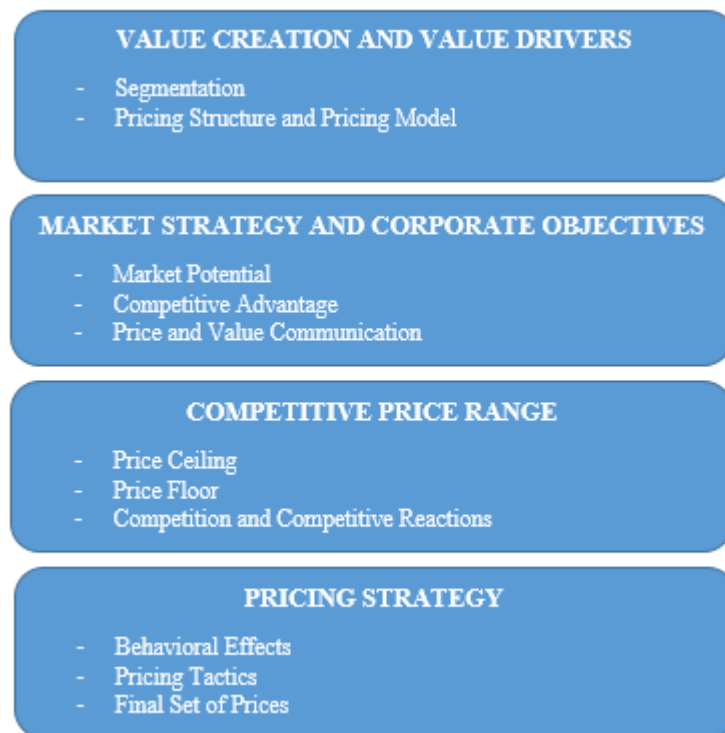 VALUE CREATION AND VALUE DRIVERS
- Segmentation
- Pricing Structure and Pricing Model
MARKET STRATEGY AND CORPORATE OBJECTIVES
- Market Potential
- Competitive Advantage
- Price and Value Communication
COMPETITIVE PRICE RANGE
- Price Ceiling
- Price Floor
- Competition and Competitive Reactions
PRICING STRATEGY
- Behavioral Effects
- Pricing Tactics
- Final Set of Prices